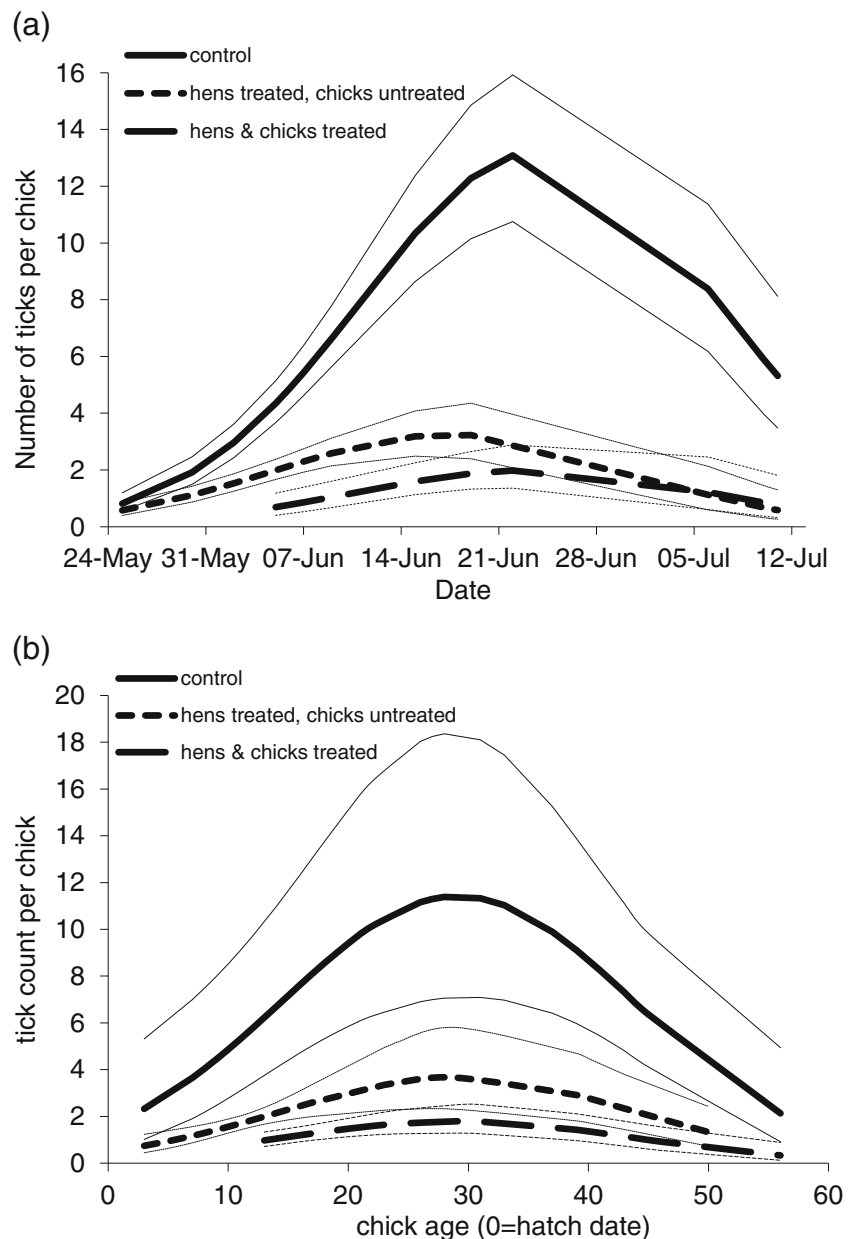 (a)
control
hens treated, chicks untreated
hens & chicks treated
Number of ticks per chick
16
14
12
10
8
6
4
2
0
24-May 31-May 07-Jun 14-Jun 21-Jun 28-Jun 05-Jul 12-Jul
Date
(b)
control
hens treated, chicks untreated
hens & chicks treated
tick count per chick
20
18
16
14
12
10
8
6
4
2
0
0 10 20 30 40 50 60
chick age (0=hatch date)